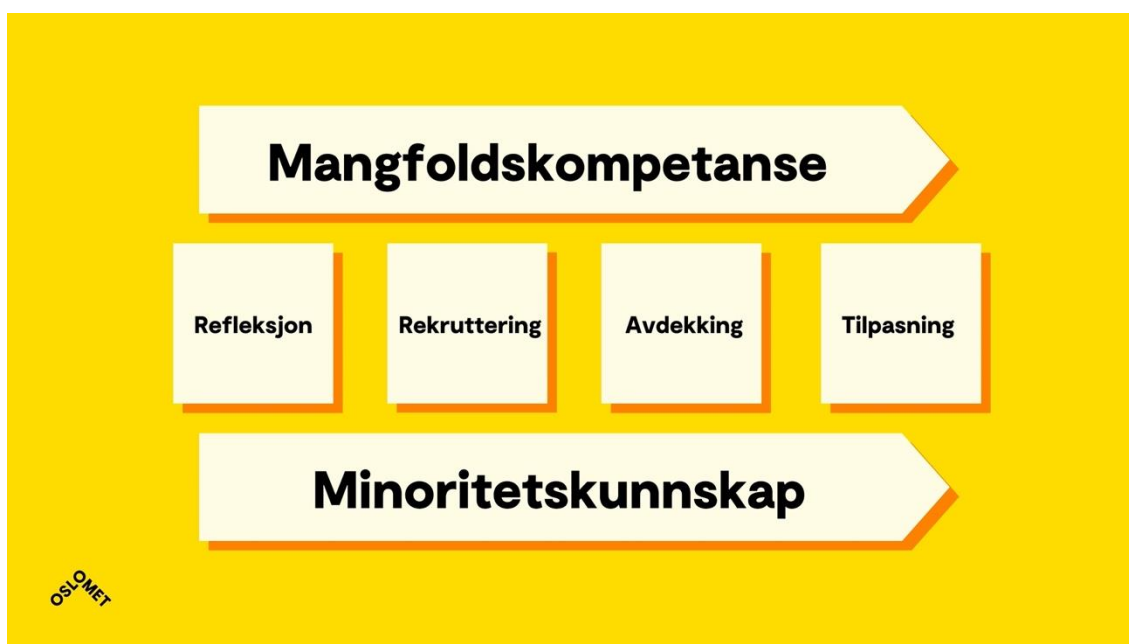 Mangfoldskompetanse
Refleksjon
Rekruttering
Avdekking
Tilpasning
Minoritetskunnskap
OSLOMET